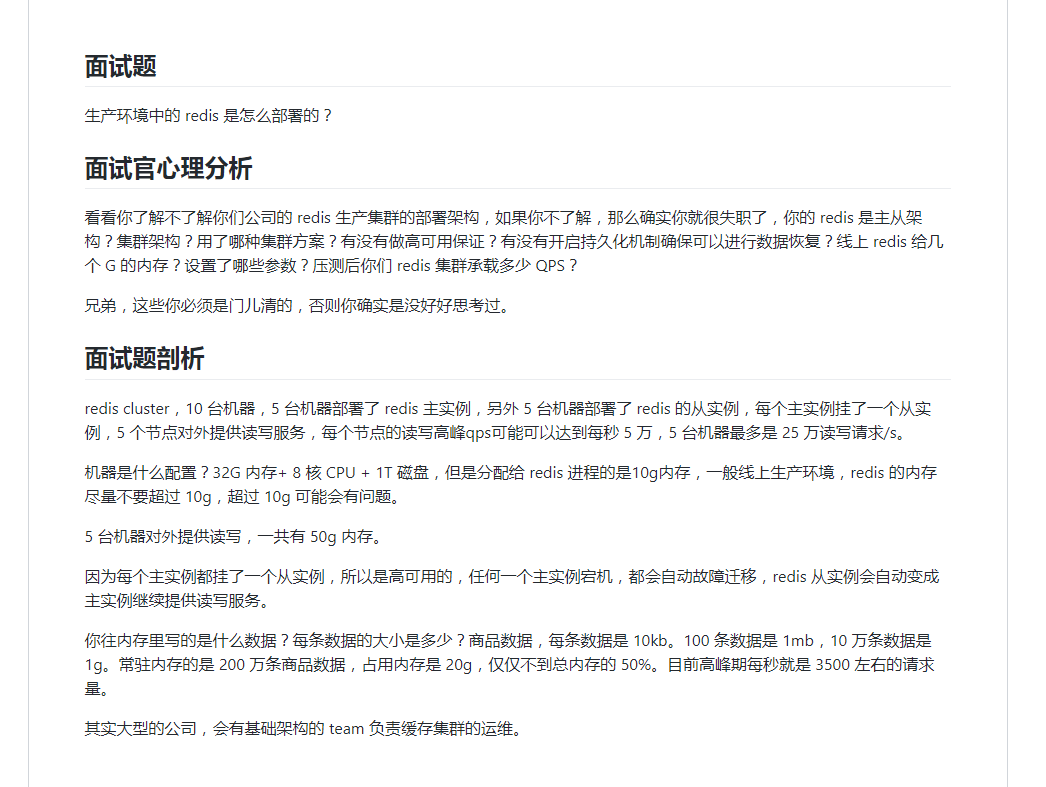 面试题
生产环境中的 redis 是怎么部署的？
面试官心理分析
看看你了解不了解你们公司的 redis 生产集群的部署架构，如果你不了解，那么确实你就很失职了，你的 redis 是主从架
构？集群架构？用了哪种集群方案？有没有做高可用保证？有没有开启持久化机制确保可以进行数据恢复？线上 redis 给几
个 G 的内存？设置了哪些参数？压测后你们 redis 集群承载多少 QPS？
兄弟，这些你必须是门儿清的，否则你确实是没好好思考过。
面试题剖析
redis cluster，10 台机器，5 台机器部署了 redis 主实例，另外 5 台机器部署了 redis 的从实例，每个主实例挂了一个从实
例，5 个节点对外提供读写服务，每个节点的读写高峰qps可能可以达到每秒 5 万，5 台机器最多是 25 万读写请求/s。
机器是什么配置？32G 内存+ 8 核 CPU + 1T 磁盘，但是分配给 redis 进程的是10g内存，一般线上生产环境，redis 的内存
尽量不要超过 10g，超过 10g 可能会有问题。
5 台机器对外提供读写，一共有 50g 内存。
因为每个主实例都挂了一个从实例，所以是高可用的，任何一个主实例宕机，都会自动故障迁移，redis 从实例会自动变成
主实例继续提供读写服务。
你往内存里写的是什么数据？每条数据的大小是多少？商品数据，每条数据是 10kb。100 条数据是 1mb，10 万条数据是
1g。常驻内存的是 200 万条商品数据，占用内存是 20g，仅仅不到总内存的 50%。目前高峰期每秒就是 3500 左右的请求
量。
其实大型的公司，会有基础架构的 team 负责缓存集群的运维。